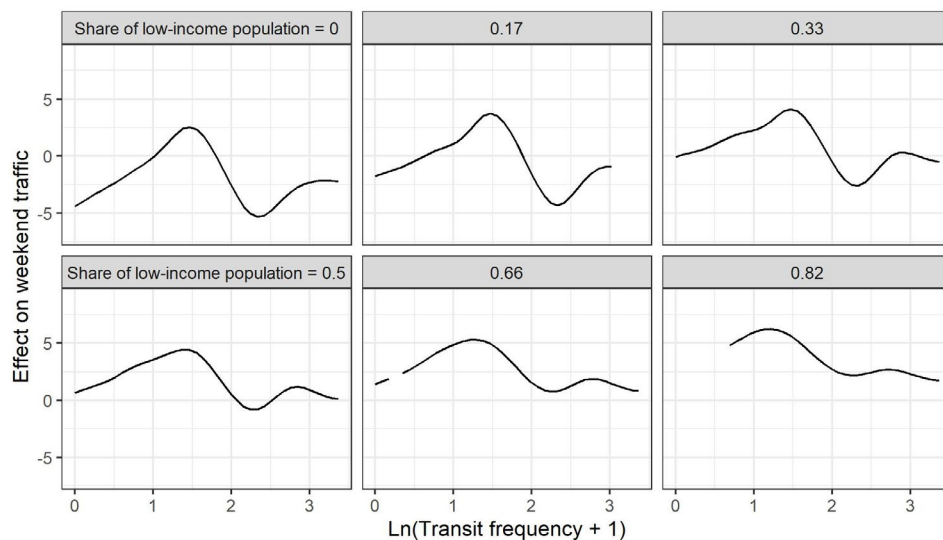 Share of low-income population = 0
0.17
0.33
5
0
-5
Share of low-income population = 0.5
0.66
0.82
5
0
-5
0 1 2 3 0 1 2 3 0 1 2 3
Ln(Transit frequency + 1)
Effect on weekend traffic